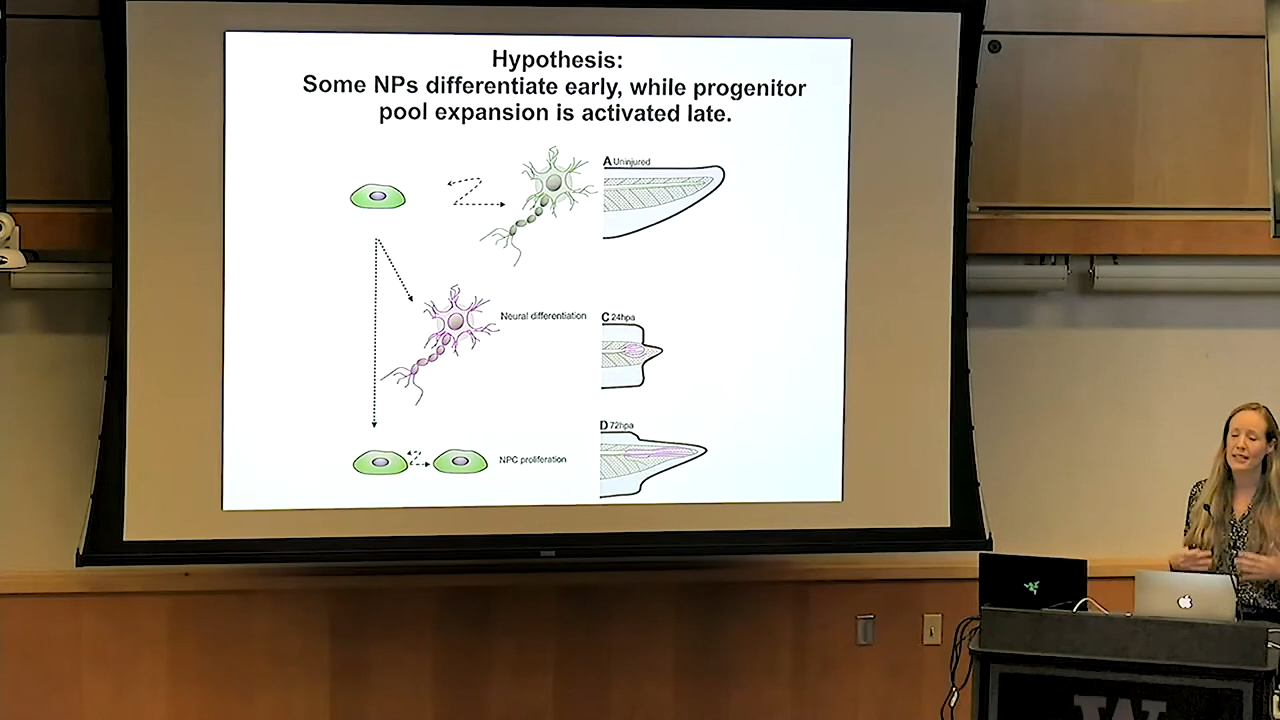 Hypothesis:
Some NPs differentiate early, while progenitor
pool expansion is activated late.
A Uninjured
Neural differentiation
C 24hpa
D 72hpa
NPC proliferation
W